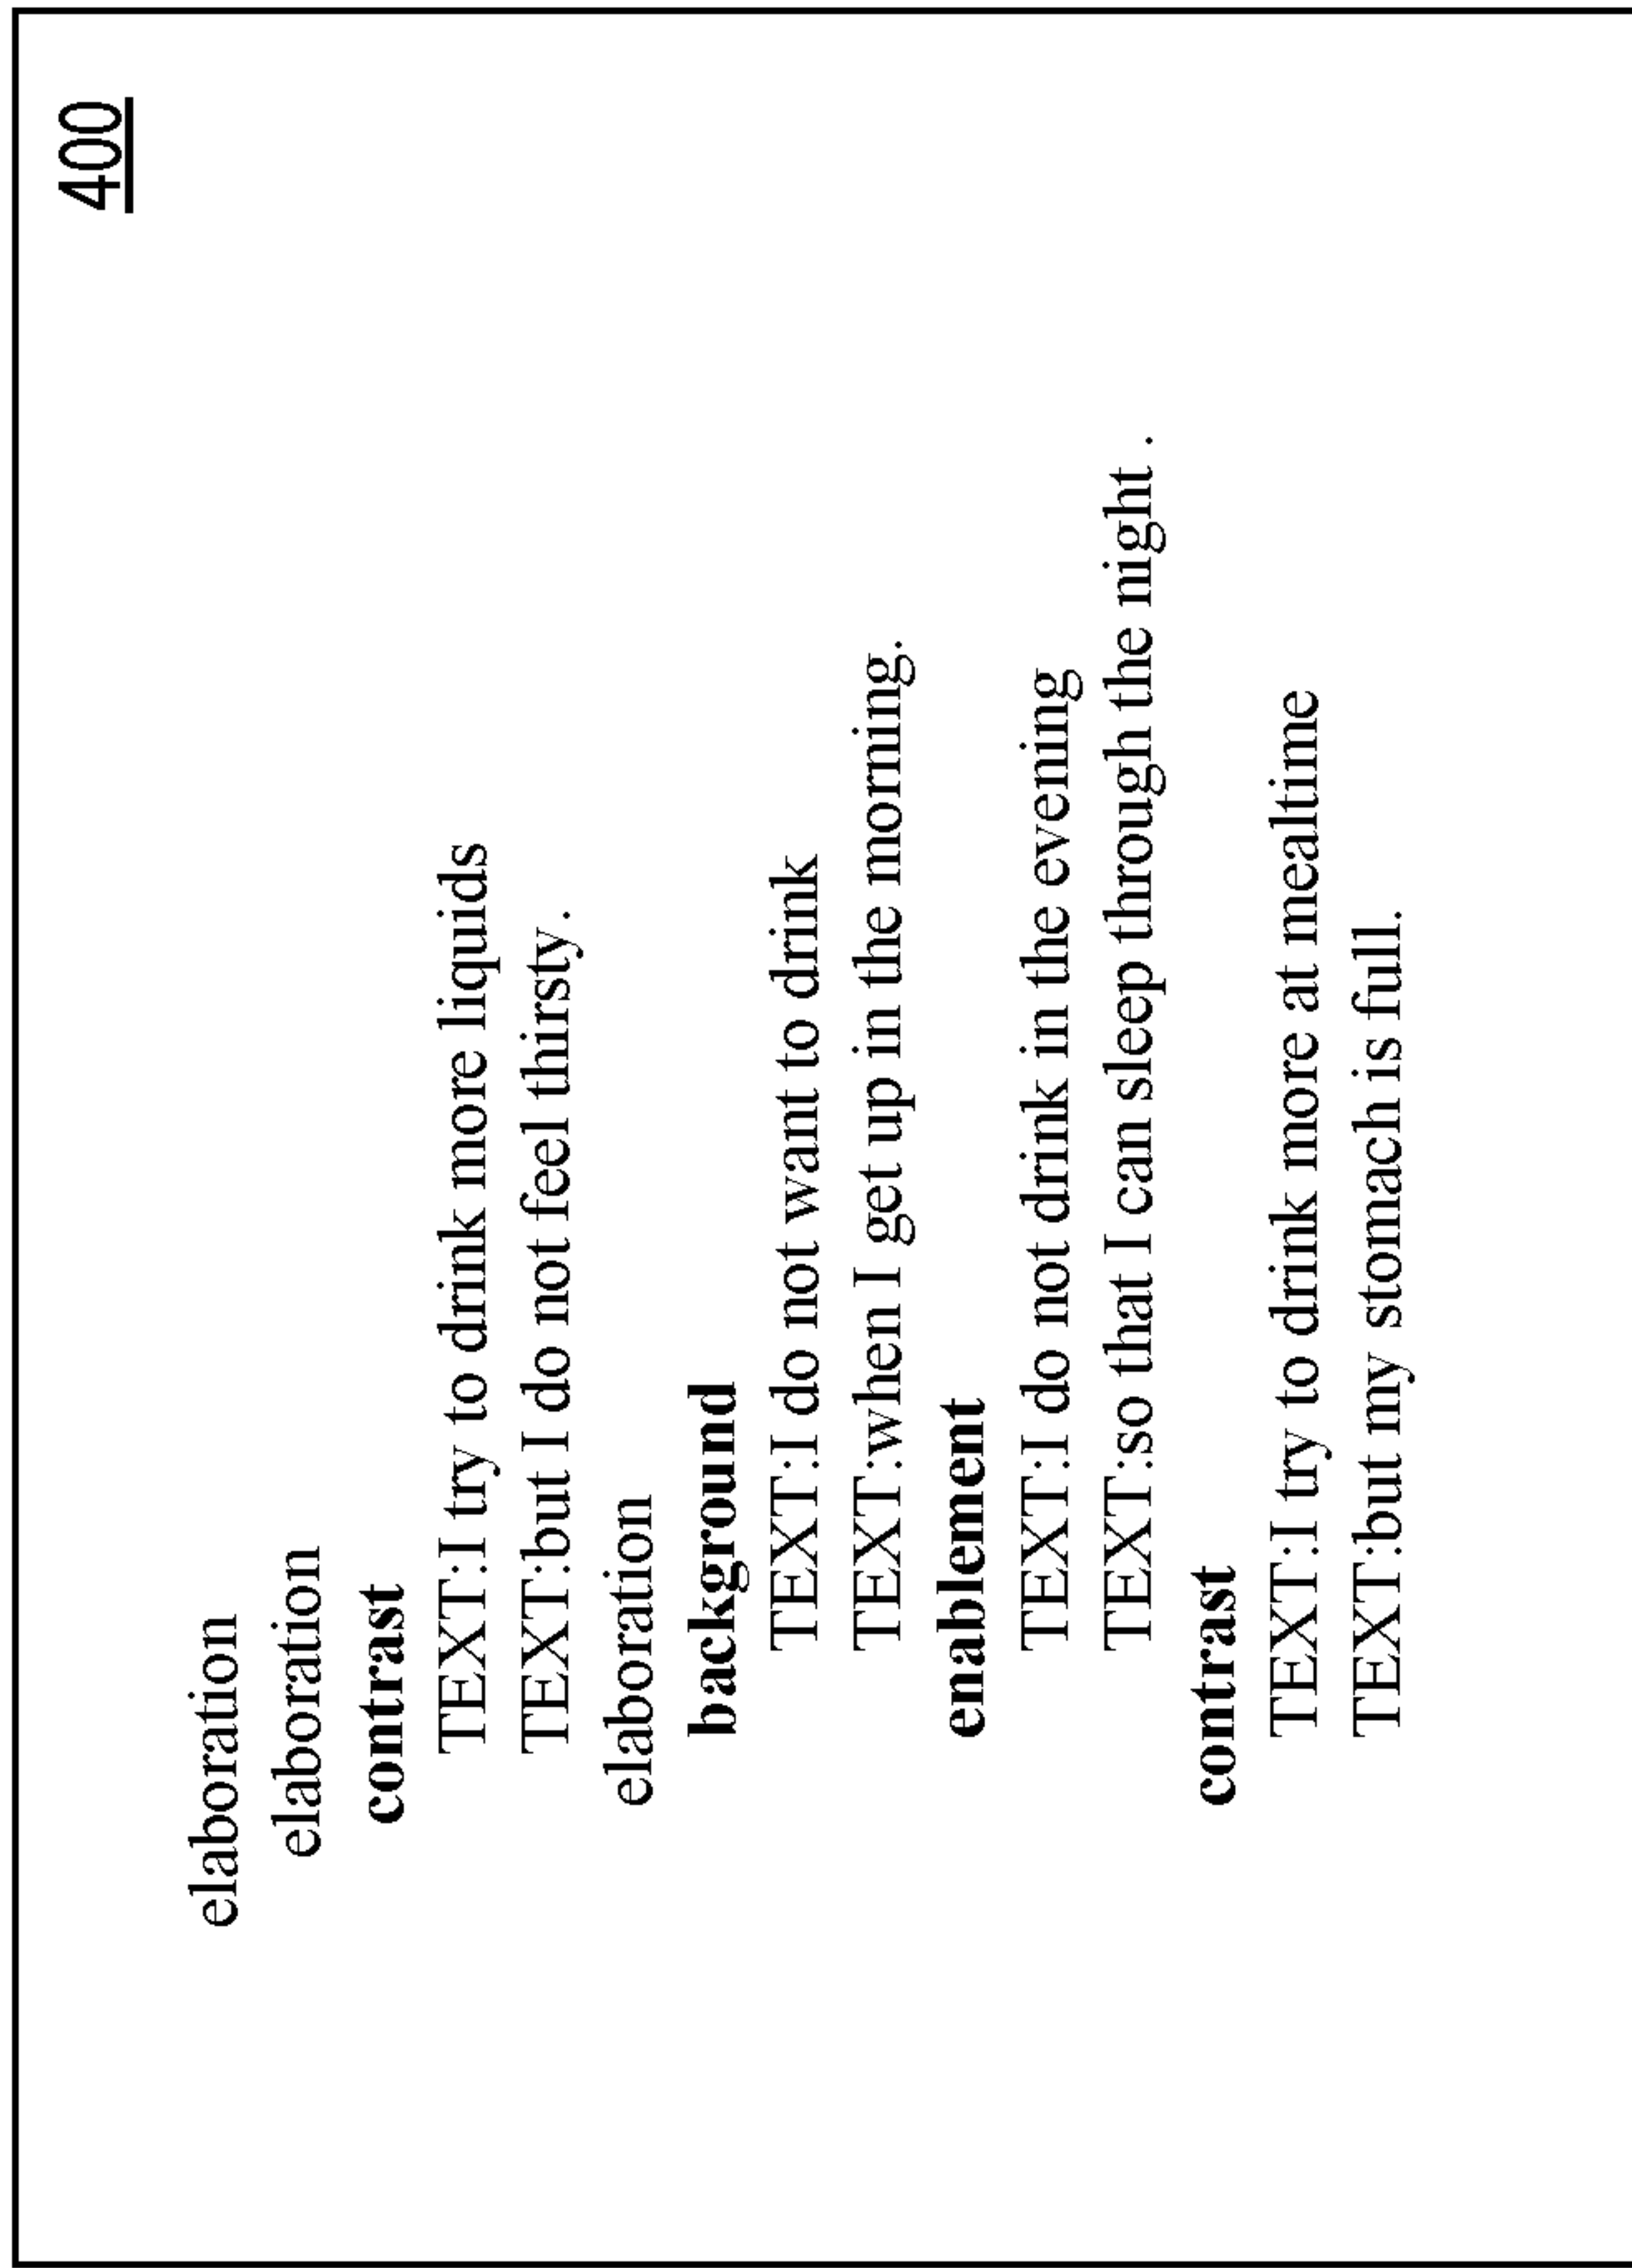 400
elaboration
elaboration
contrast
TEXT:I try to drink more liquids
TEXT:but I do not feel thirsty.
elaboration
background
TEXT:I do not want to drink
TEXT:when I get up in the morning.
enablement
TEXT:I do not drink in the evening
TEXT:so that I can sleep through the night .
contrast
TEXT:I try to drink more at mealtime
TEXT:but my stomach is full.